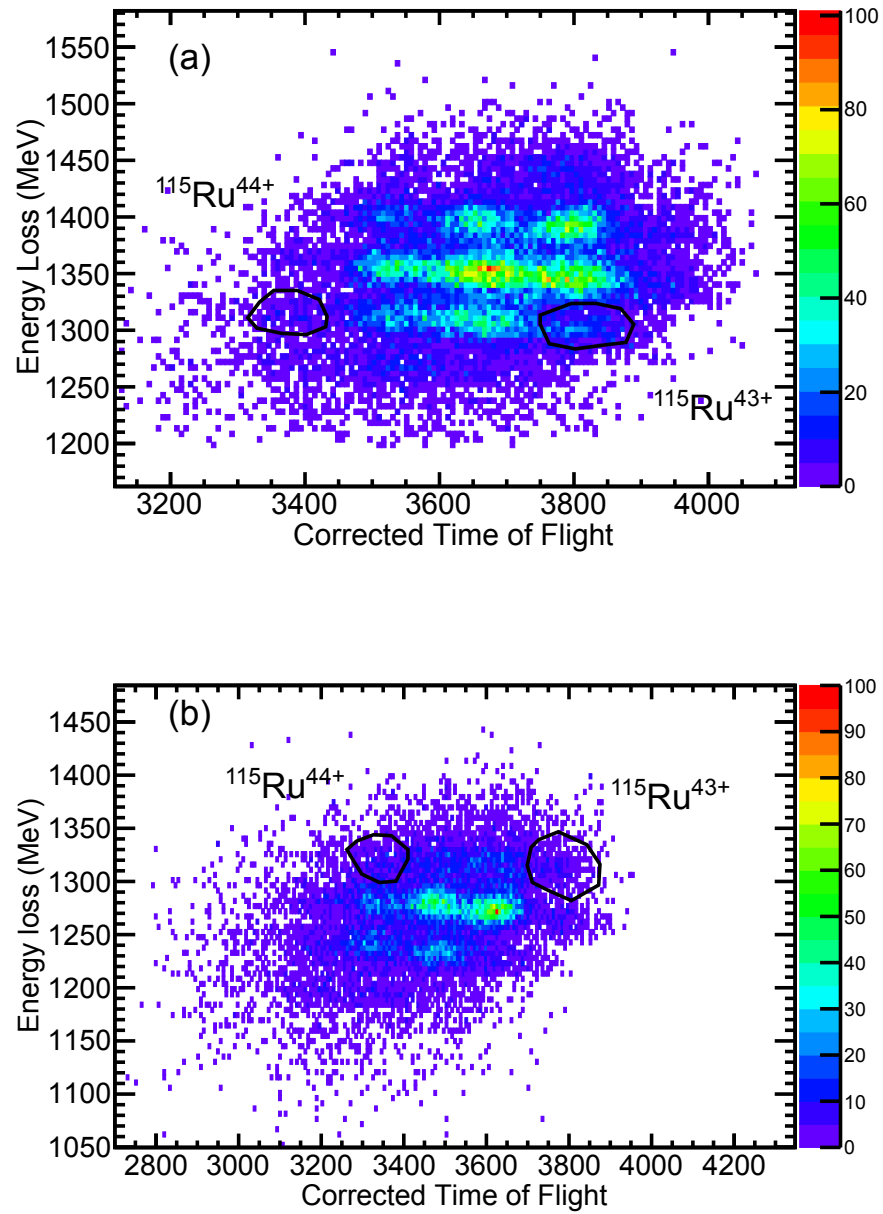 (a)
Energy Loss (MeV)
1550
1500
1450
1400
1350
1300
1250
1200
115Ru44+
115Ru43+
3200 3400 3600 3800 4000
Corrected Time of Flight
100
80
60
40
20
0
(b)
Energy loss (MeV)
1450
1400
1350
1300
1250
1200
1150
1100
1050
115Ru44+
115Ru43+
2800 3000 3200 3400 3600 3800 4000 4200
Corrected Time of Flight
100
90
80
70
60
50
40
30
20
10
0